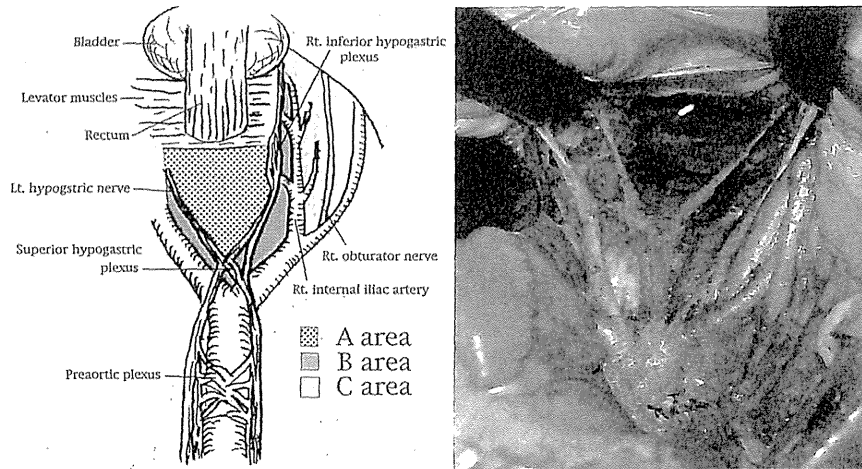 Bladder
Rt. inferior hypogastric
plexus
Levator muscles
Rectum
Lt. hypogstric nerve
Superior hypogastric
plexus
Rt. obturator nerve
Rt. internal iliac artery
A area
B area
C area
Preaortic plexus